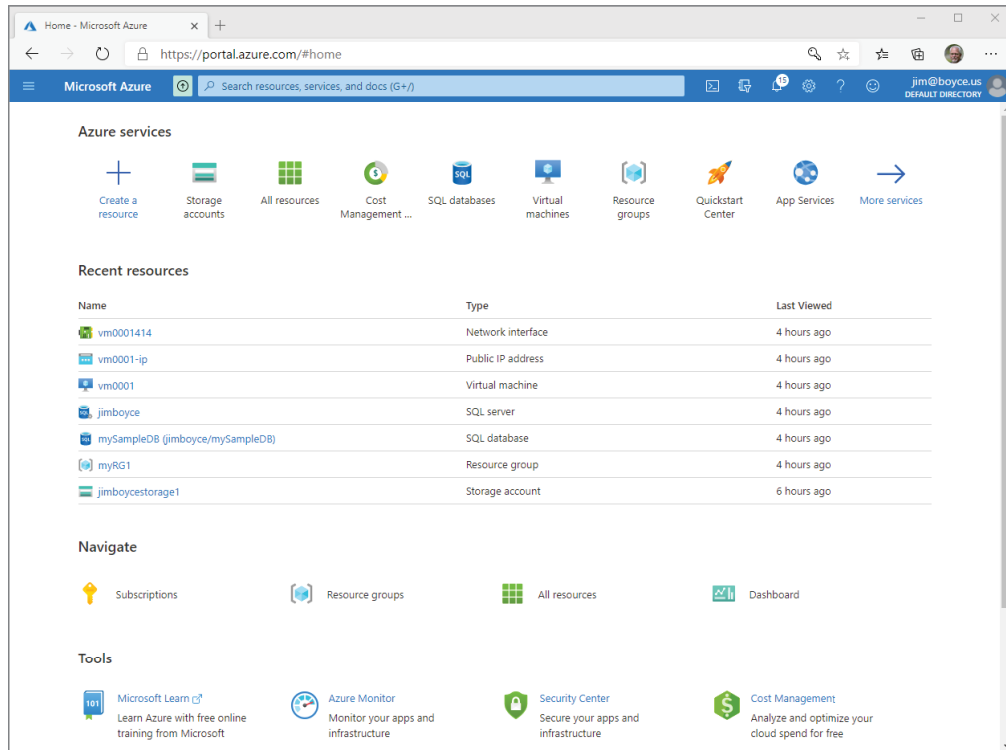 Home - Microsoft Azure
https://portal.azure.com/#home
Microsoft Azure
Search resources, services, and docs (G+/)
15
jim@boyce.us
DEFAULT DIRECTORY
Azure services
Create a
resource
Storage
accounts
All resources
$
Cost
Management ...
SQL
SQL databases
Virtual
machines
Resource
groups
Quickstart
Center
App Services
More services
Recent resources
Name Type Last Viewed
vm0001414 Network interface 4 hours ago
vm0001-ip Public IP address 4 hours ago
vm0001 Virtual machine 4 hours ago
jimboyce SQL server 4 hours ago
mySampleDB (jimboyce/mySampleDB) SQL database 4 hours ago
myRG1 Resource group 4 hours ago
jimboycestorage1 Storage account 6 hours ago
Navigate
Subscriptions Resource groups All resources Dashboard
Tools
101
Microsoft Learn
Learn Azure with free online
training from Microsoft
Azure Monitor
Monitor your apps and
infrastructure
Security Center
Secure your apps and
infrastructure
$
Cost Management
Analyze and optimize your
cloud spend for free